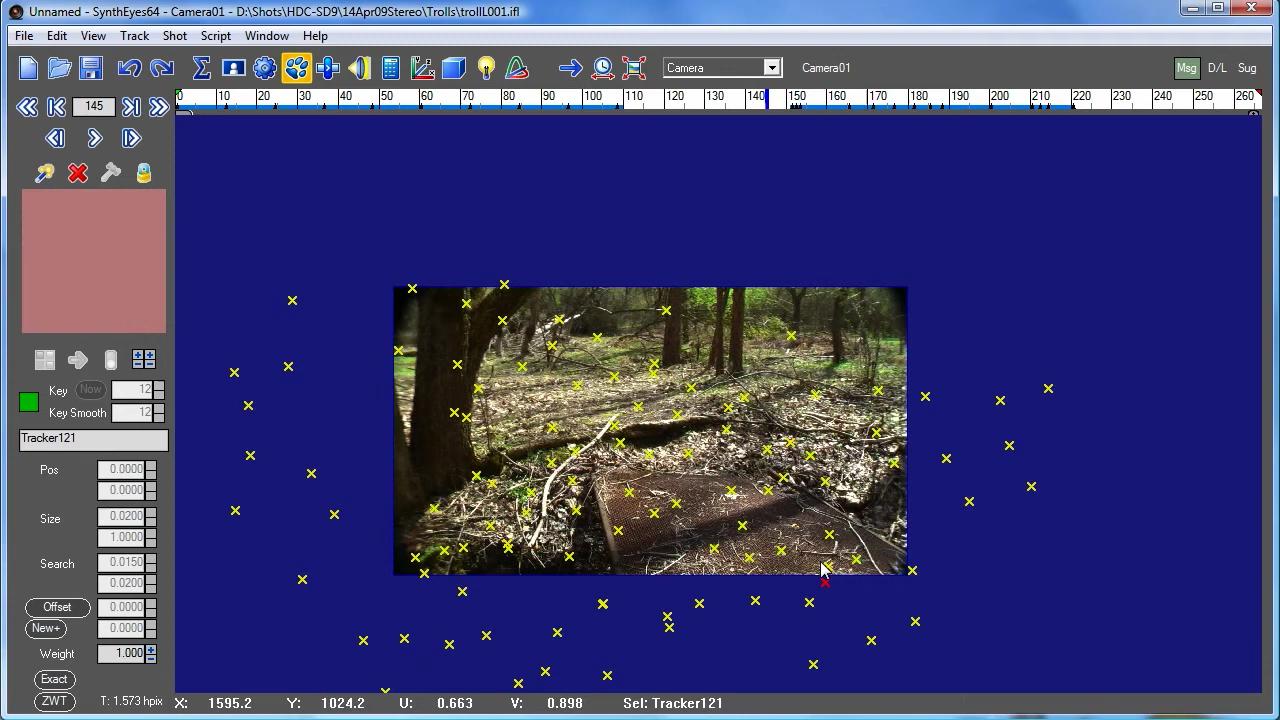 Unnamed - SynthEyes64 - Camera01 - D:\Shots\HDC-SD9\14Apr09Stereo\Trolls\trollL001.ifl
File Edit View Track Shot Script Window Help
Camera Camera01 Msg D/L Sug
145 0 10 20 30 40 50 60 70 80 90 100 110 120 130 140 150 160 170 180 190 200 210 220 230 240 250 260
Key Now 12
Key Smooth 12
Tracker121
Pos 0.0000
0.0000
Size 0.0200
1.0000
Search 0.0150
0.0200
Offset 0.0000
New+ 0.0000
Weight 1.000
Exact
ZWT T: 1.573 hpix X: 1595.2 Y: 1024.2 U: 0.663 V: 0.898 Sel: Tracker121